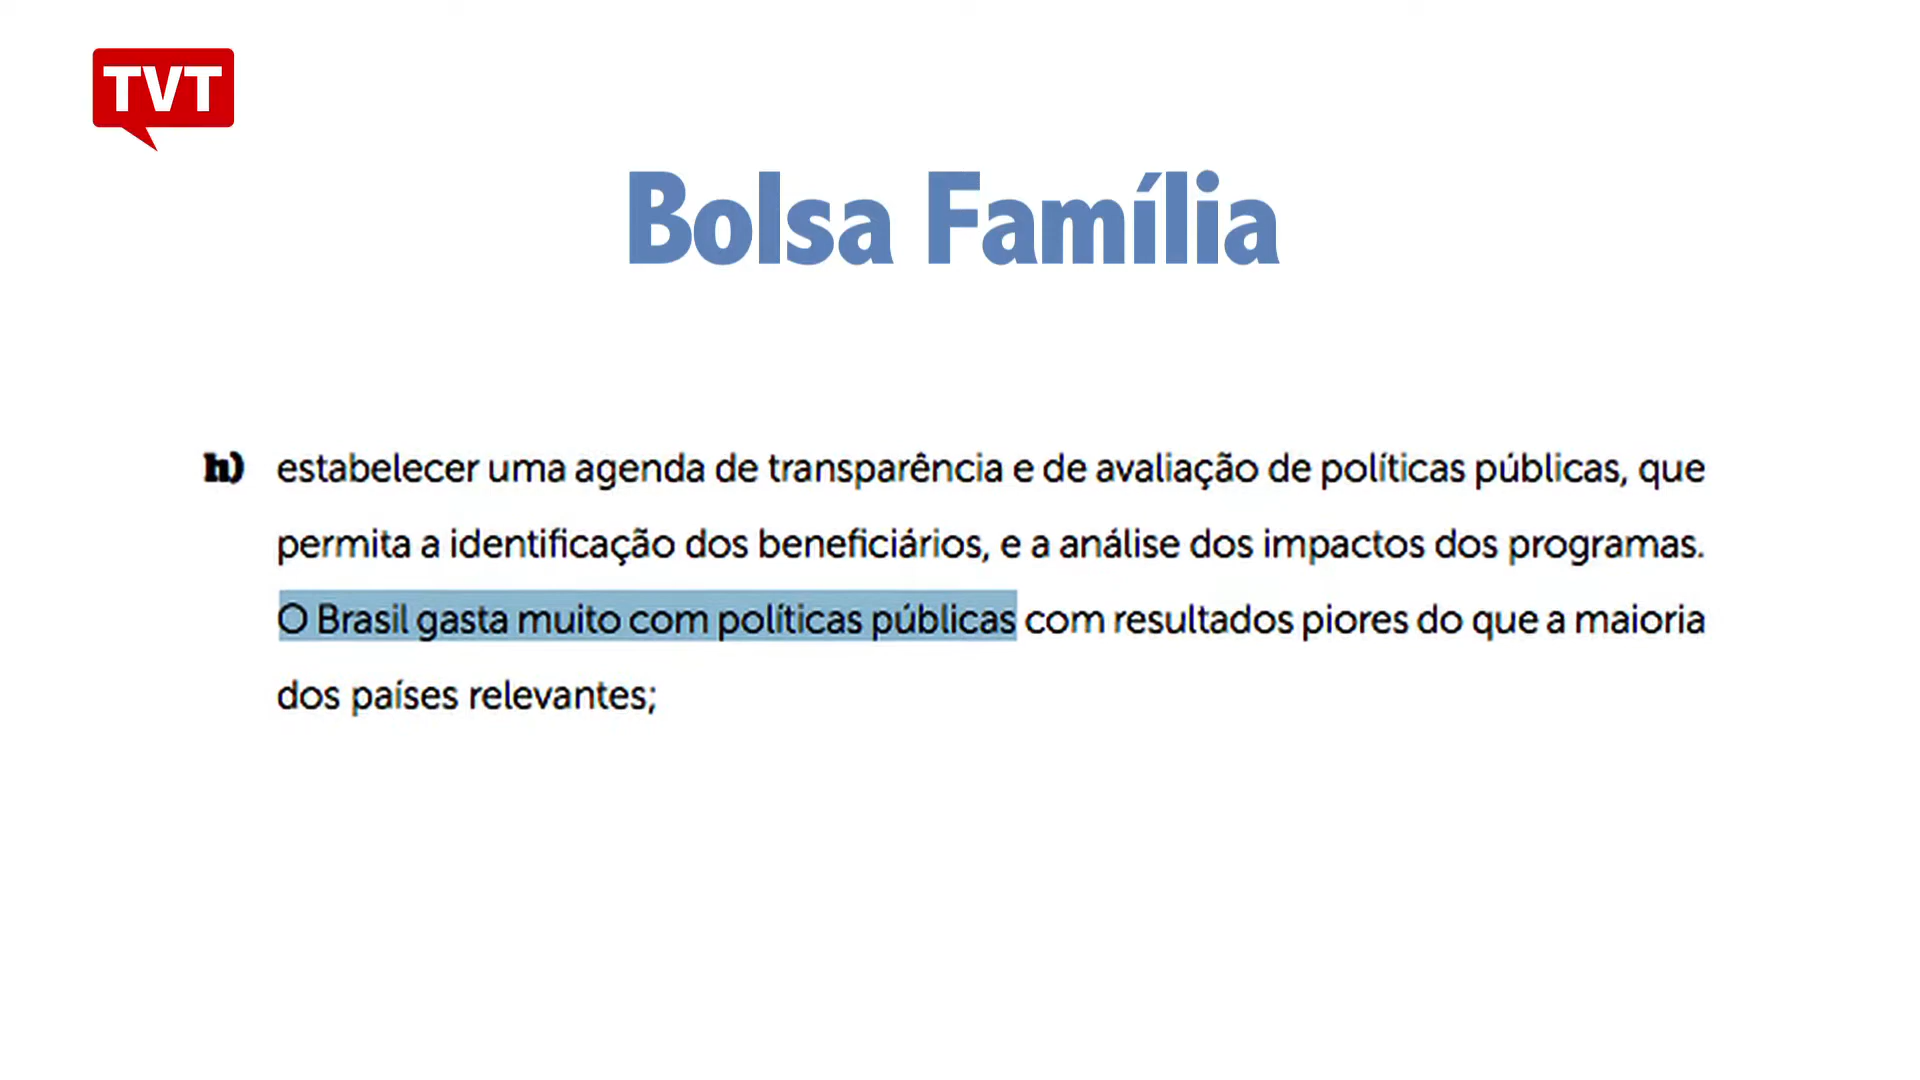 TVT
Bolsa Família
h) estabelecer uma agenda de transparência e de avaliação de políticas públicas, que
permita a identificação dos beneficiários, e a análise dos impactos dos programas.
O Brasil gasta muito com políticas públicas com resultados piores do que a maioria
dos países relevantes;